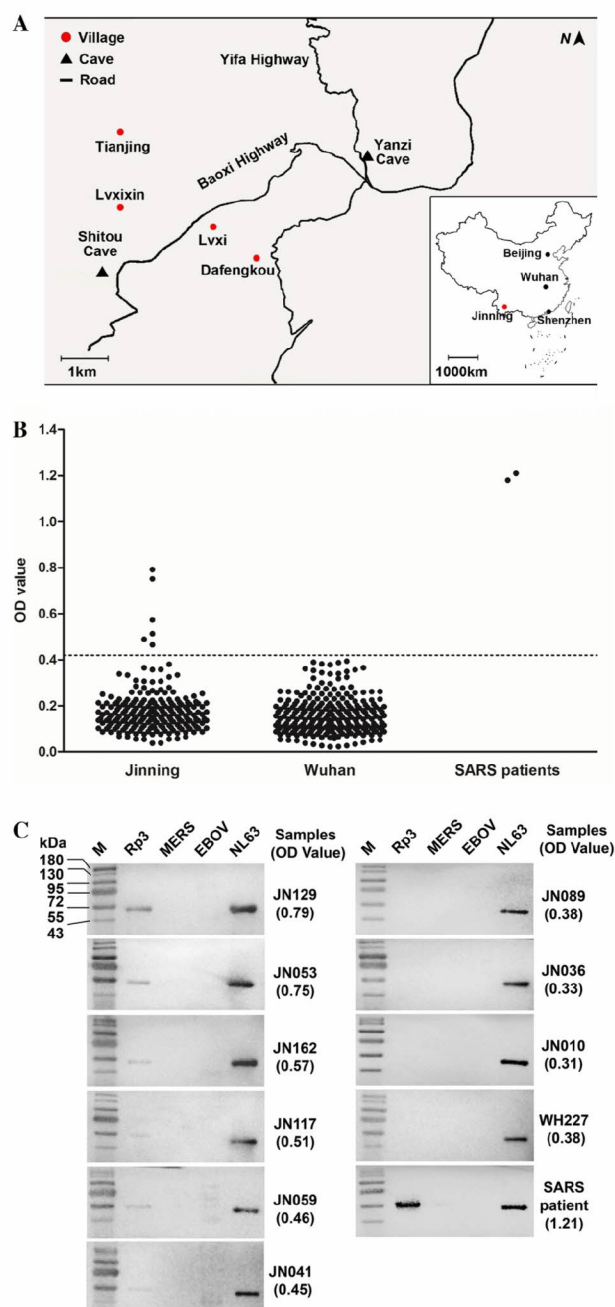 A
Village
Cave
Road
Yifa Highway
N
Tianjing
Baoxi Highway
Yanzi
Cave
Lvxixin
Shitou
Cave
Lvxi
Dafengkou
1km
Beijing
Wuhan
Jinning
Shenzhen
1000km
B
OD value
1.4
1.2
1.0
0.8
0.6
0.4
0.2
0.0
Jinning
Wuhan
SARS patients
C
kDa
M
Rp3
MERS
EBOV
NL63
Samples
(OD Value)
180
130
95
72
55
43
JN129
(0.79)
JN053
(0.75)
JN162
(0.57)
JN117
(0.51)
JN059
(0.46)
JN041
(0.45)
M
Rp3
MERS
EBOV
NL63
Samples
(OD Value)
JN089
(0.38)
JN036
(0.33)
JN010
(0.31)
WH227
(0.38)
SARS
patient
(1.21)